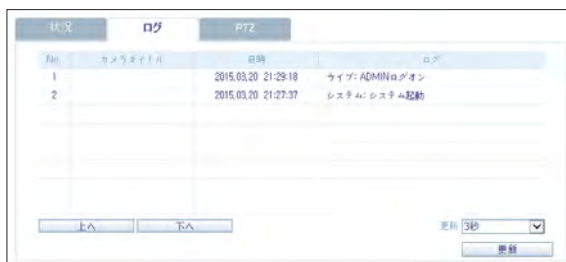 状況 ログ PTZ
No. カメラタイトル 日時 ログ
1 2015,03,20 21:29:18 ライブ: ADMINログオン
2 2015,03,20 21:27:37 システム: システム起動
上へ 下へ 更新 3秒
更新